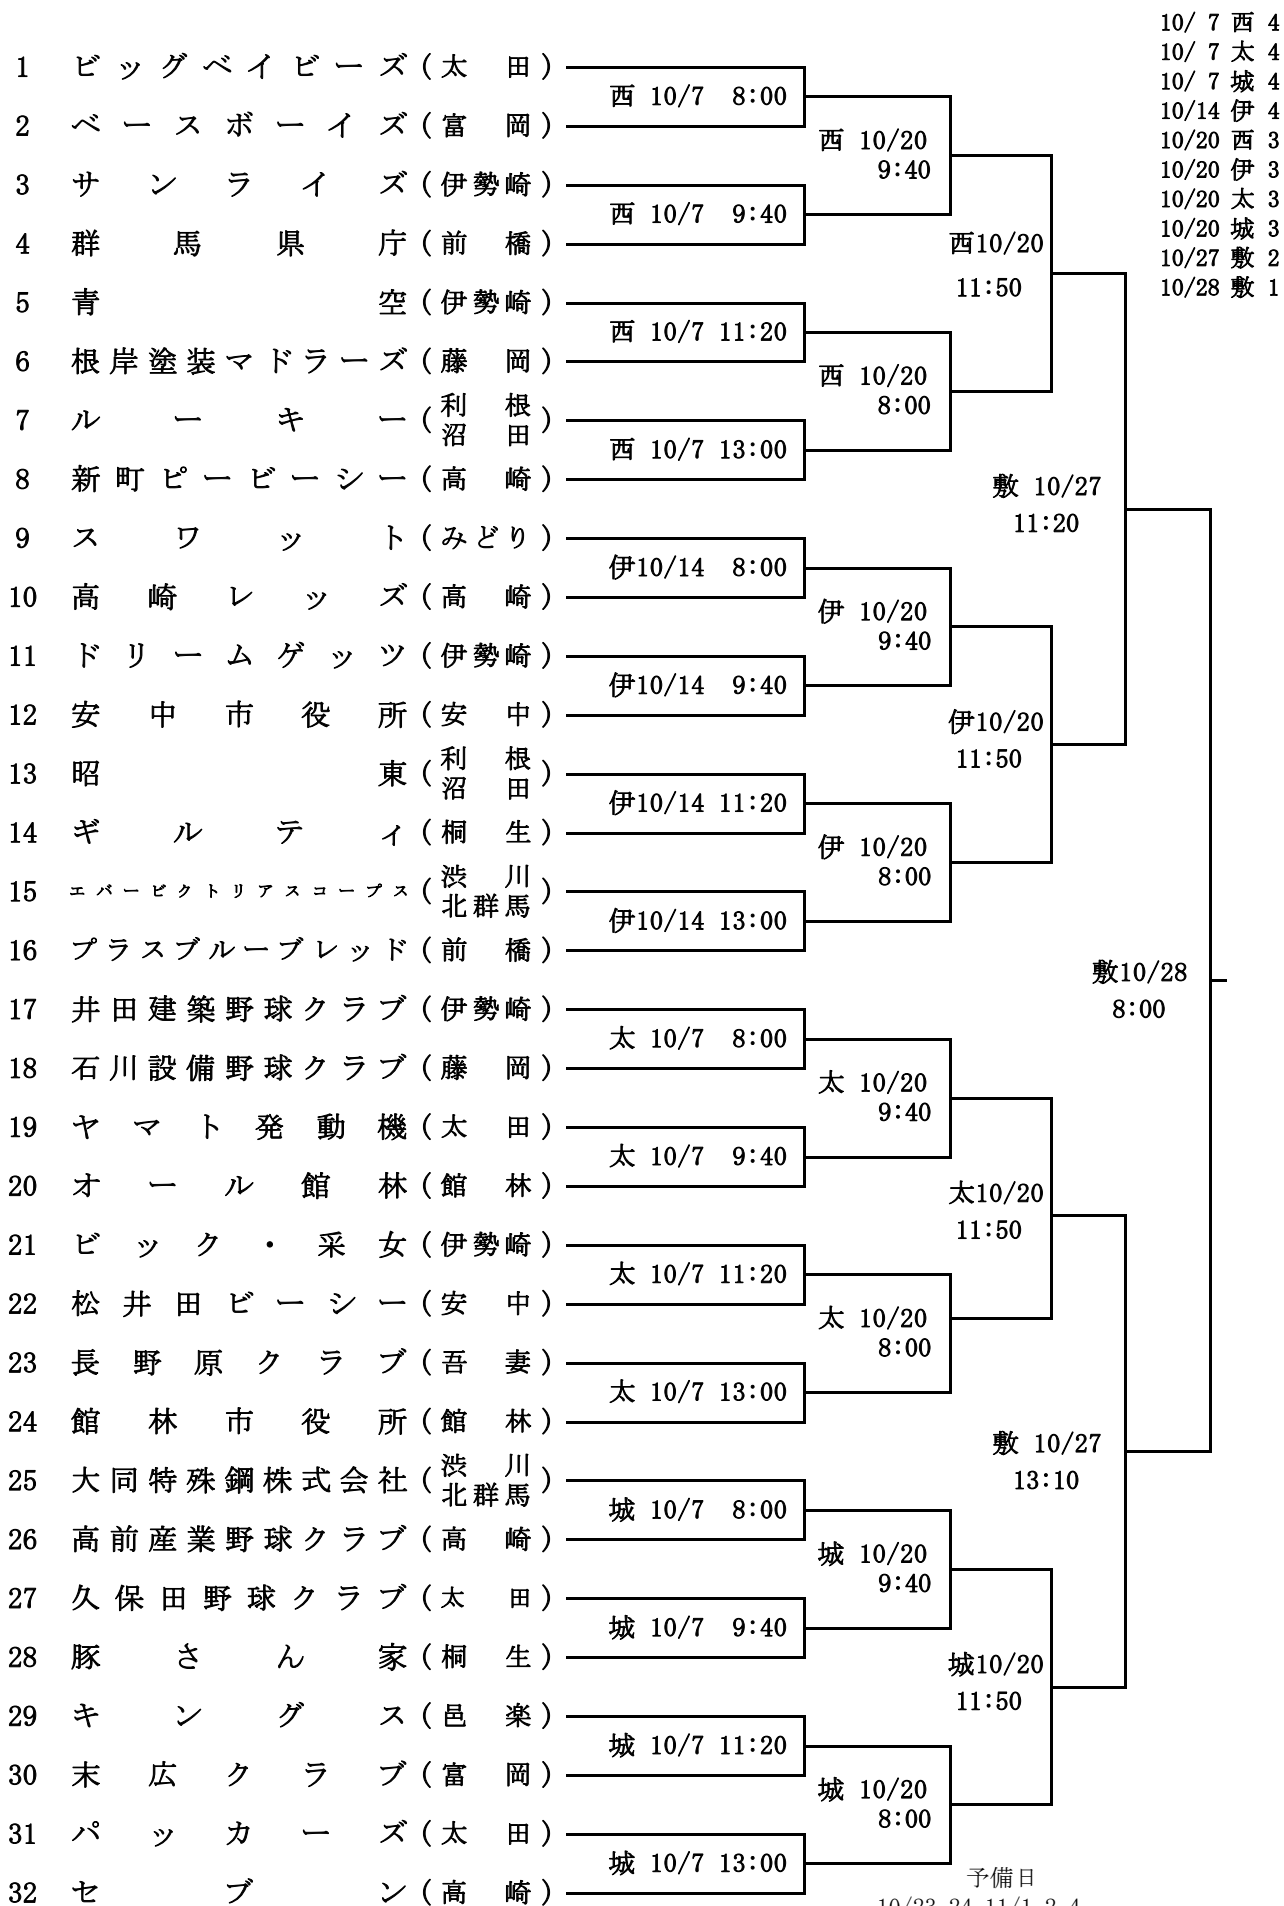 10/ 7 西 4
10/ 7 太 4
10/ 7 城 4
10/14 伊 4
10/20 西 3
10/20 伊 3
10/20 太 3
10/20 城 3
10/27 敷 2
10/28 敷 1
1 ビッグベイビーズ(太田)
西 10/7 8:00
2 ベースボーイズ(富岡)
西 10/20
9:40
3 サンライズ(伊勢崎)
西 10/7 9:40
4 群馬県庁(前橋)
西10/20
11:50
5 青空(伊勢崎)
西 10/7 11:20
6 根岸塗装マドラーズ(藤岡)
西 10/20
8:00
7 ルーキー(利根沼田)
西 10/7 13:00
8 新町ピービーシー(高崎)
敷 10/27
11:20
9 スワット(みどり)
伊10/14 8:00
10 高崎レッズ(高崎)
伊 10/20
9:40
11 ドリームゲッツ(伊勢崎)
伊10/14 9:40
12 安中市役所(安中)
伊10/20
11:50
13 昭東(利根沼田)
伊10/14 11:20
14 ギルティ(桐生)
伊 10/20
8:00
15 エバービクトリアスコープス(渋川北群馬)
伊10/14 13:00
16 プラスブルーブレッド(前橋)
敷10/28
8:00
17 井田建築野球クラブ(伊勢崎)
太 10/7 8:00
18 石川設備野球クラブ(藤岡)
太 10/20
9:40
19 ヤマト発動機(太田)
太 10/7 9:40
20 オール館林(館林)
太10/20
11:50
21 ビック・采女(伊勢崎)
太 10/7 11:20
22 松井田ビーシー(安中)
太 10/20
8:00
23 長野原クラブ(吾妻)
太 10/7 13:00
24 館林市役所(館林)
敷 10/27
13:10
25 大同特殊鋼株式会社(渋川北群馬)
城 10/7 8:00
26 高前産業野球クラブ(高崎)
城 10/20
9:40
27 久保田野球クラブ(太田)
城 10/7 9:40
28 豚さん家(桐生)
城10/20
11:50
29 キングス(邑楽)
城 10/7 11:20
30 末広クラブ(富岡)
城 10/20
8:00
31 パッカーズ(太田)
城 10/7 13:00
32 セブン(高崎)
予備日